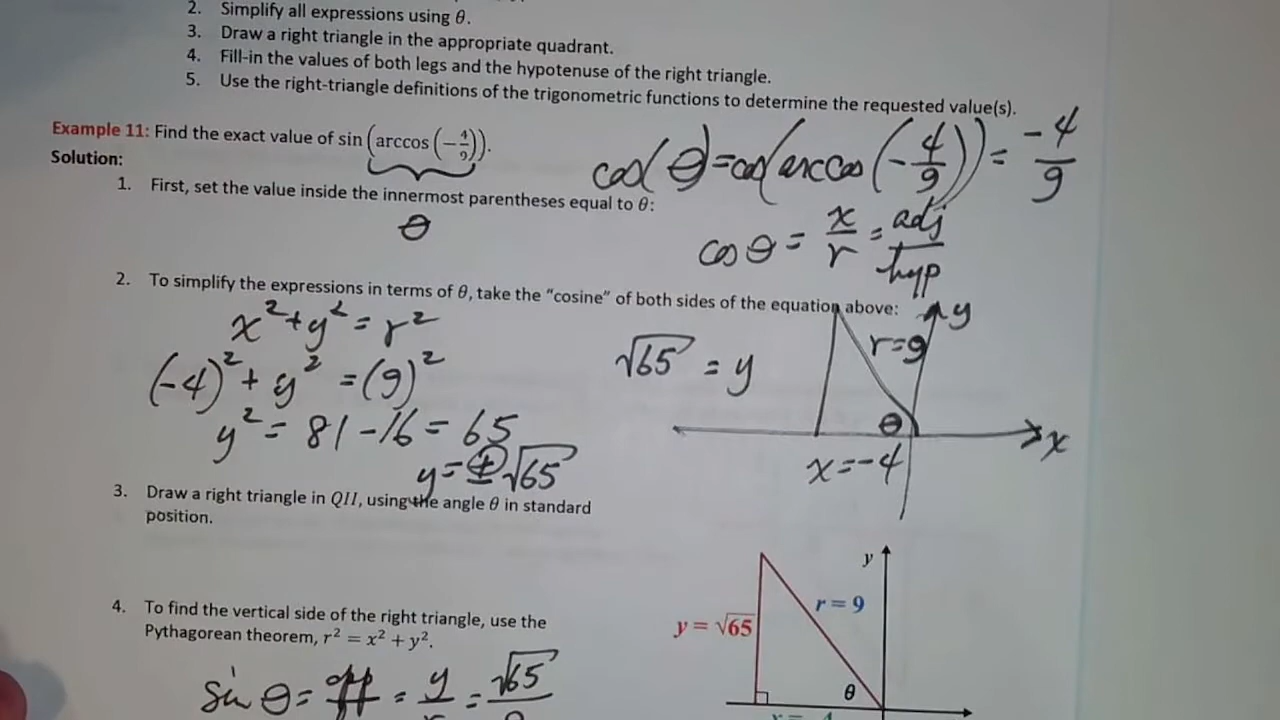 2. Simplify all expressions using θ.
3. Draw a right triangle in the appropriate quadrant.
4. Fill-in the values of both legs and the hypotenuse of the right triangle.
5. Use the right-triangle definitions of the trigonometric functions to determine the requested value(s).
Example 11: Find the exact value of sin (arccos (-4/9)).
cos(θ) = cos(arccos(-4/9)) = -4/9
Solution:
1. First, set the value inside the innermost parentheses equal to θ:
θ
cos θ = x/r = adj/hyp
2. To simplify the expressions in terms of θ, take the "cosine" of both sides of the equation above:
x² + y² = r²
(-4)² + y² = (9)²
y² = 81 - 16 = 65
y = ±√65
√65 = y
y
r=9
θ
x
x=-4
3. Draw a right triangle in QII, using the angle θ in standard
position.
4. To find the vertical side of the right triangle, use the
Pythagorean theorem, r² = x² + y².
sin θ = opp = y = √65
y
r = 9
y = √65
θ